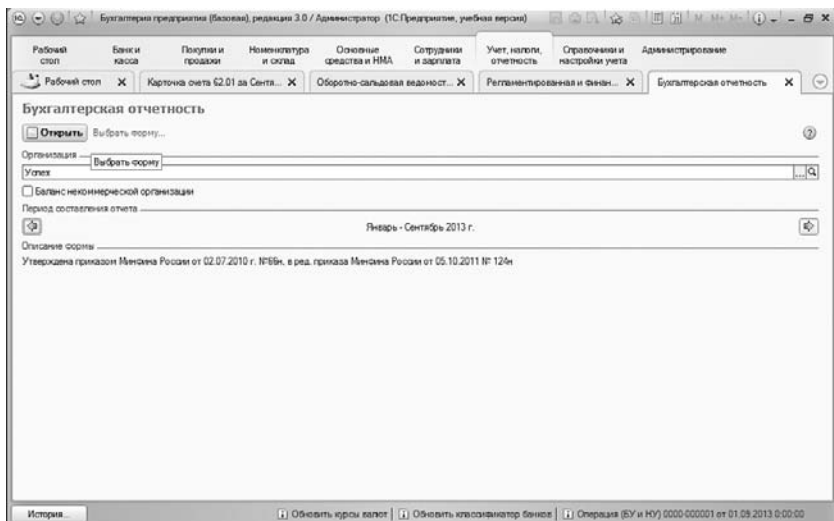 Бухгалтерия предприятия (базовая), редакция 3.0 / Администратор (1С:Предприятие, учебная версия)
M M+ M-
Рабочий стол
Банк и касса
Покупки и продажи
Номенклатура и склад
Основные средства и НМА
Сотрудники и зарплата
Учет, налоги, отчетность
Справочники и настройки учета
Администрирование
Рабочий стол
Карточка счета 62.01 за Сентя...
Оборотно-сальдовая ведомост...
Регламентированная и финан...
Бухгалтерская отчетность
Бухгалтерская отчетность
Открыть Выбрать форму...
Организация
Выбрать форму
Успех
Баланс некоммерческой организации
Период составления отчета
Январь - Сентябрь 2013 г.
Описание формы
Утверждена приказом Минфина России от 02.07.2010 г. №66н, в ред. приказа Минфина России от 05.10.2011 № 124н
История...
Обновить курсы валют
Обновить классификатор банков
Операция (БУ и НУ) 0000-000001 от 01.09.2013 0:00:00